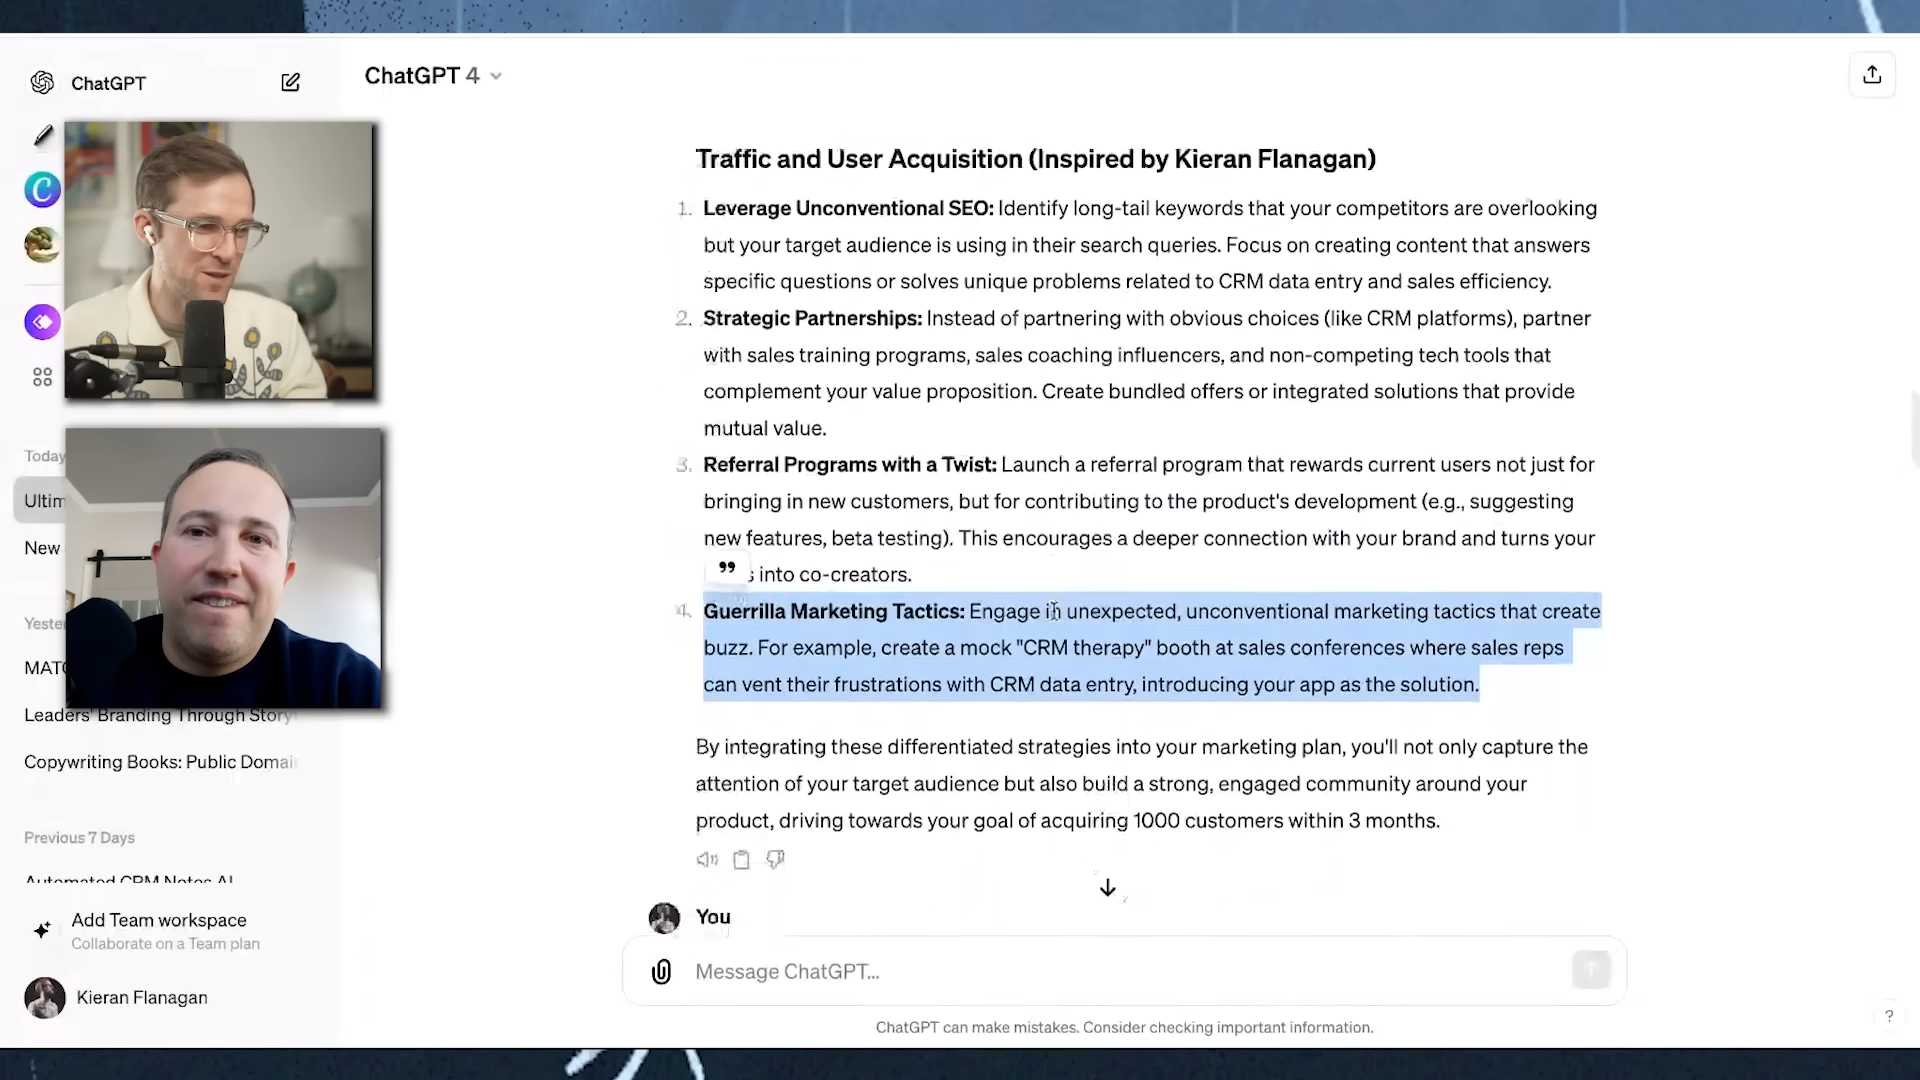 ChatGPT
ChatGPT 4
Today
Ultim
New
Yester
MATC
Leaders' Branding Through Story
Copywriting Books: Public Domai
Previous 7 Days
Automated CRM Notes AI
Add Team workspace
Collaborate on a Team plan
Kieran Flanagan
Traffic and User Acquisition (Inspired by Kieran Flanagan)
1. Leverage Unconventional SEO: Identify long-tail keywords that your competitors are overlooking
but your target audience is using in their search queries. Focus on creating content that answers
specific questions or solves unique problems related to CRM data entry and sales efficiency.
2. Strategic Partnerships: Instead of partnering with obvious choices (like CRM platforms), partner
with sales training programs, sales coaching influencers, and non-competing tech tools that
complement your value proposition. Create bundled offers or integrated solutions that provide
mutual value.
3. Referral Programs with a Twist: Launch a referral program that rewards current users not just for
bringing in new customers, but for contributing to the product's development (e.g., suggesting
new features, beta testing). This encourages a deeper connection with your brand and turns your
s into co-creators.
4. Guerrilla Marketing Tactics: Engage in unexpected, unconventional marketing tactics that create
buzz. For example, create a mock "CRM therapy" booth at sales conferences where sales reps
can vent their frustrations with CRM data entry, introducing your app as the solution.
By integrating these differentiated strategies into your marketing plan, you'll not only capture the
attention of your target audience but also build a strong, engaged community around your
product, driving towards your goal of acquiring 1000 customers within 3 months.
You
Message ChatGPT...
ChatGPT can make mistakes. Consider checking important information.
?